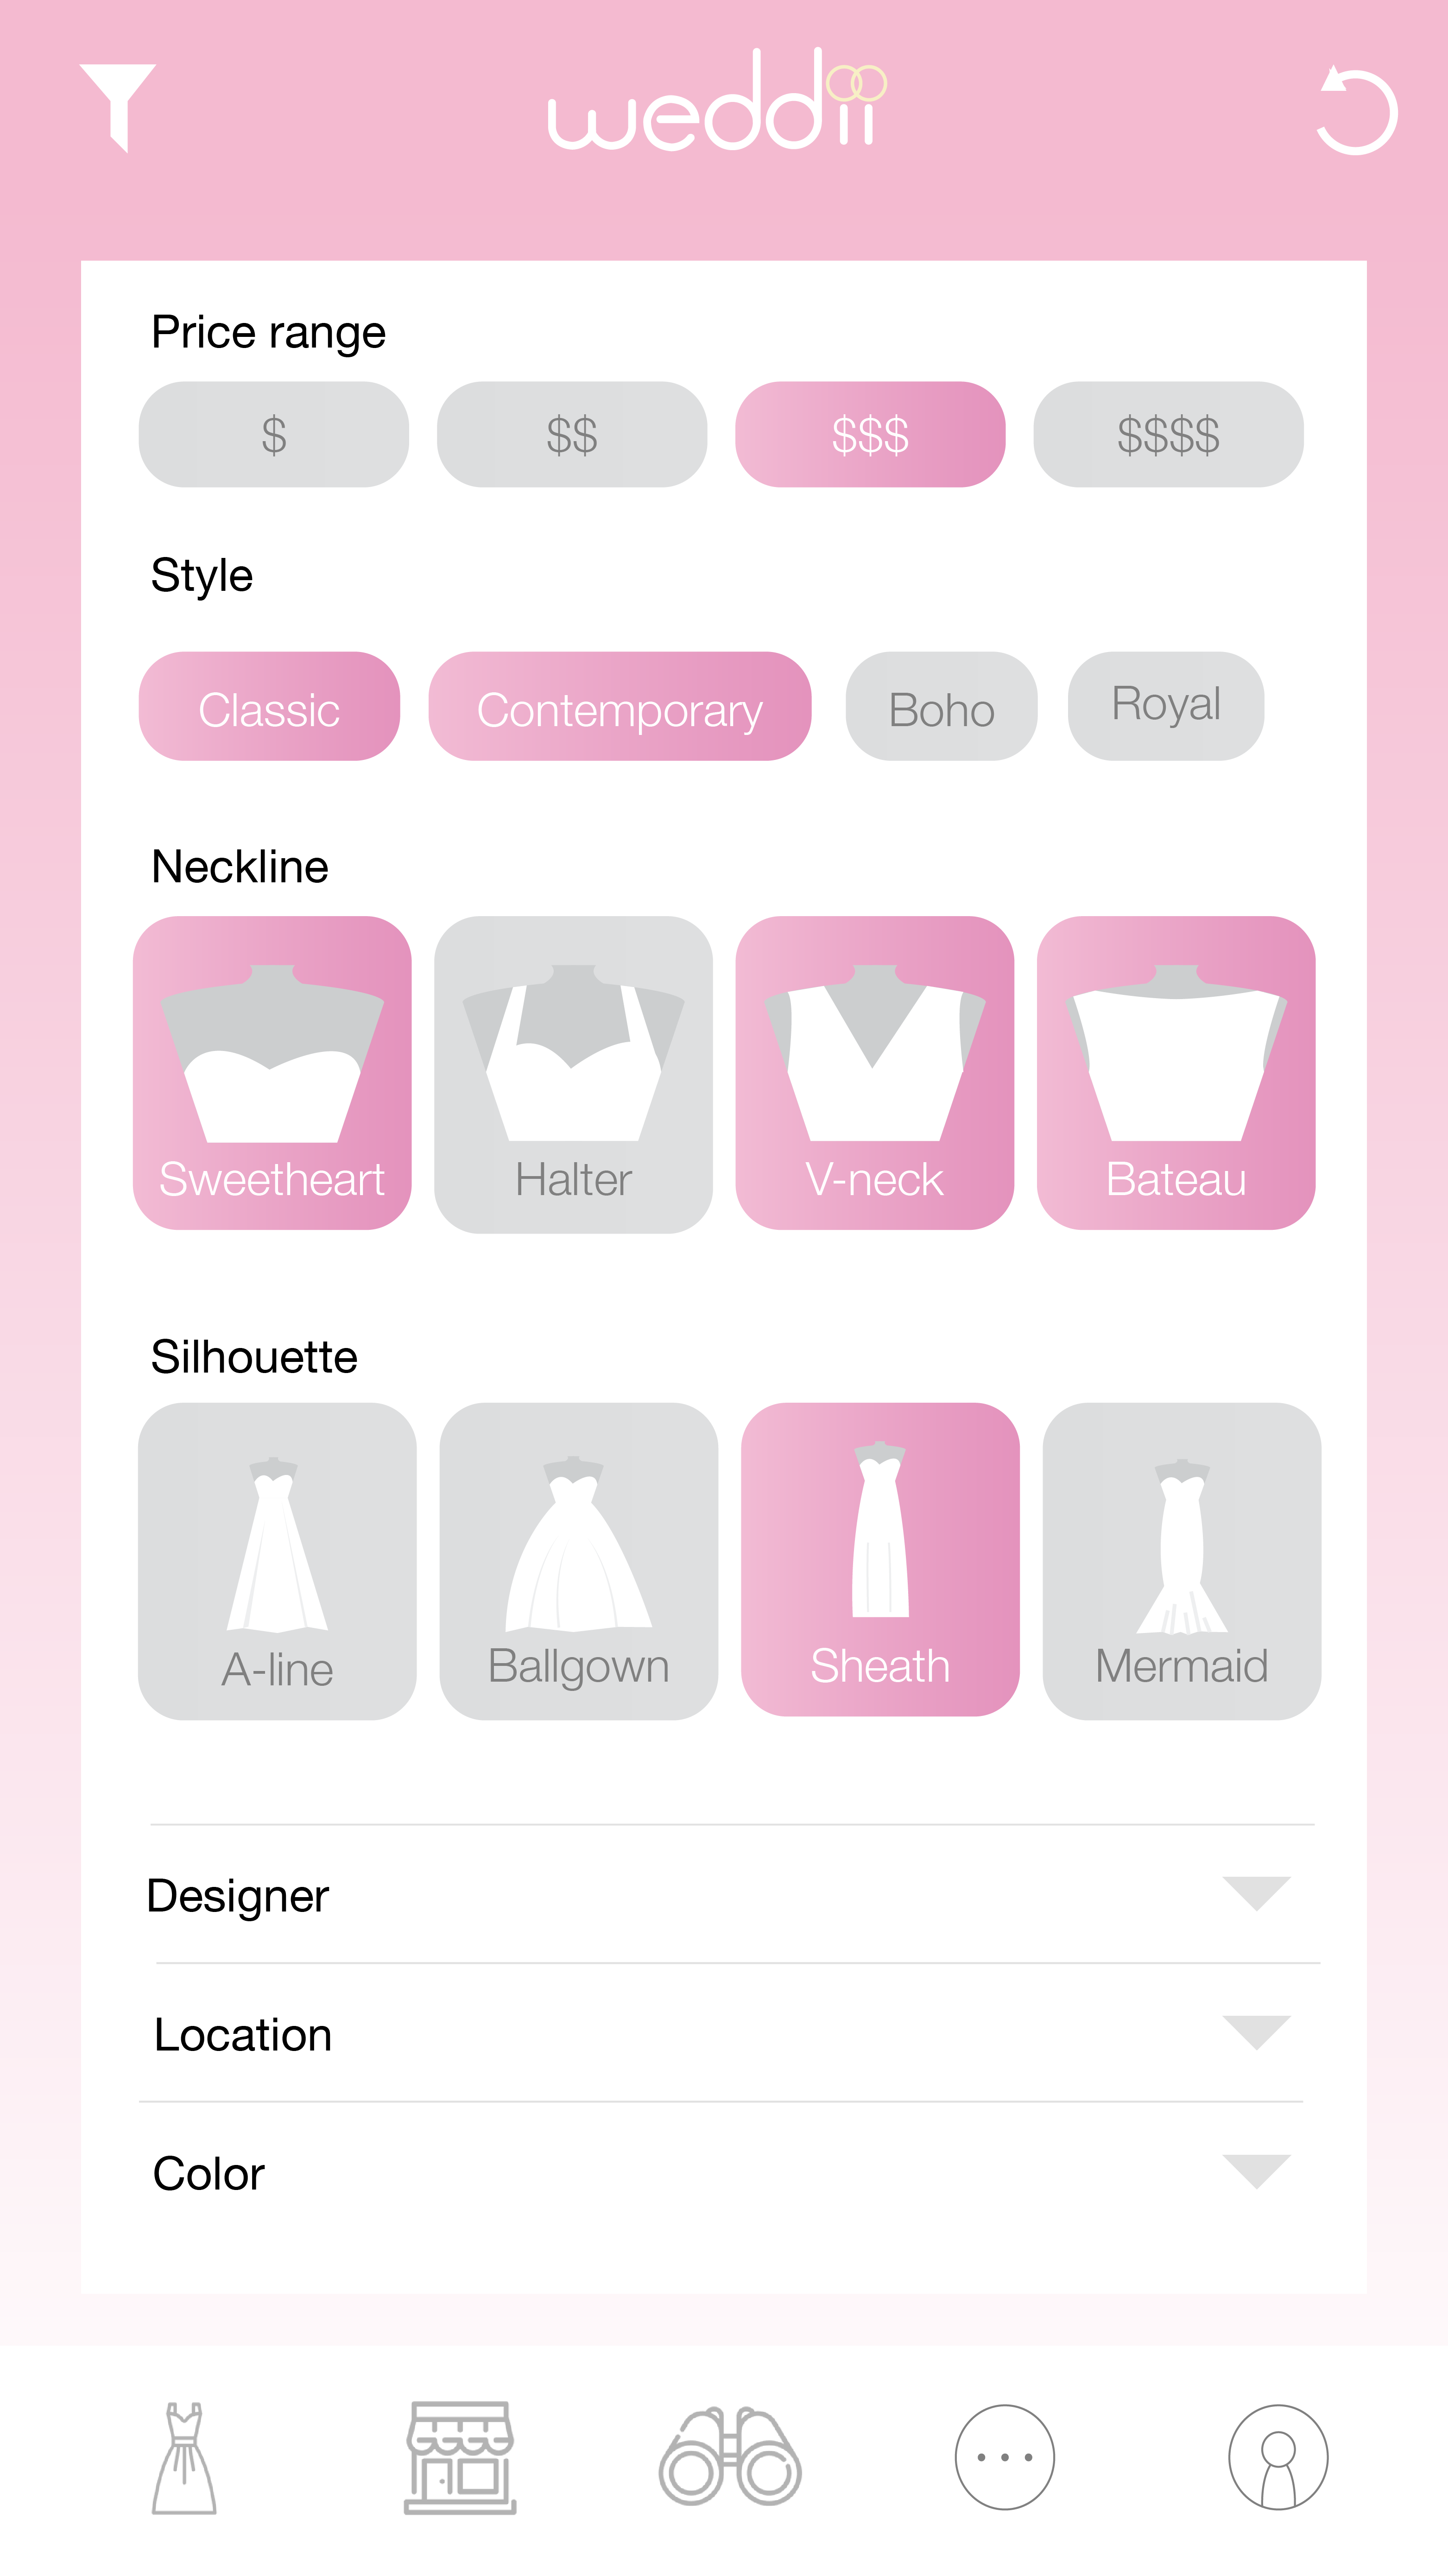 weddii
Price range
$ $$ $$$ $$$$
Style
Classic Contemporary Boho Royal
Neckline
Sweetheart Halter V-neck Bateau
Silhouette
A-line Ballgown Sheath Mermaid
Designer
Location
Color